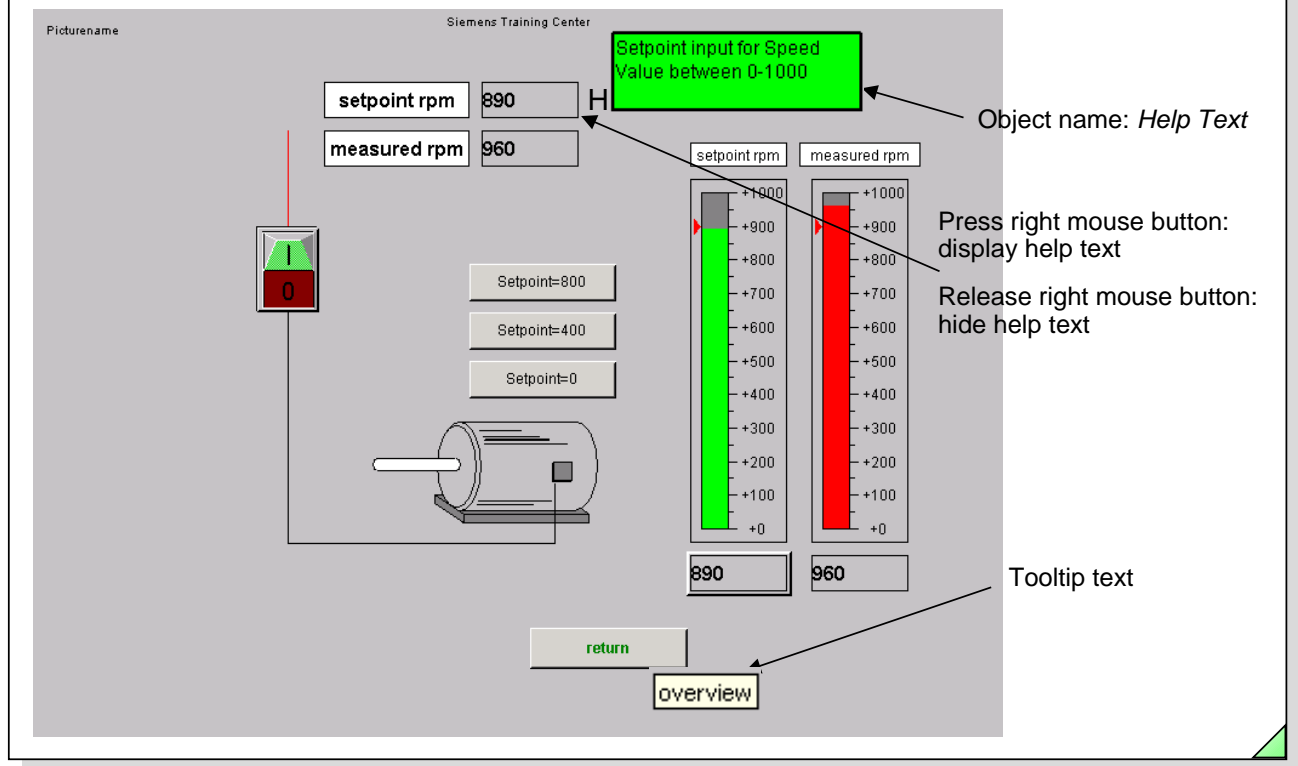 Picturename
Siemens Training Center
Setpoint input for Speed
Value between 0-1000
setpoint rpm
890
H
Object name: Help Text
measured rpm
960
setpoint rpm
measured rpm
+1000
+900
+800
+700
+600
+500
+400
+300
+200
+100
+0
+1000
+900
+800
+700
+600
+500
+400
+300
+200
+100
+0
Press right mouse button:
display help text
Release right mouse button:
hide help text
I
0
Setpoint=800
Setpoint=400
Setpoint=0
890
960
Tooltip text
return
overview